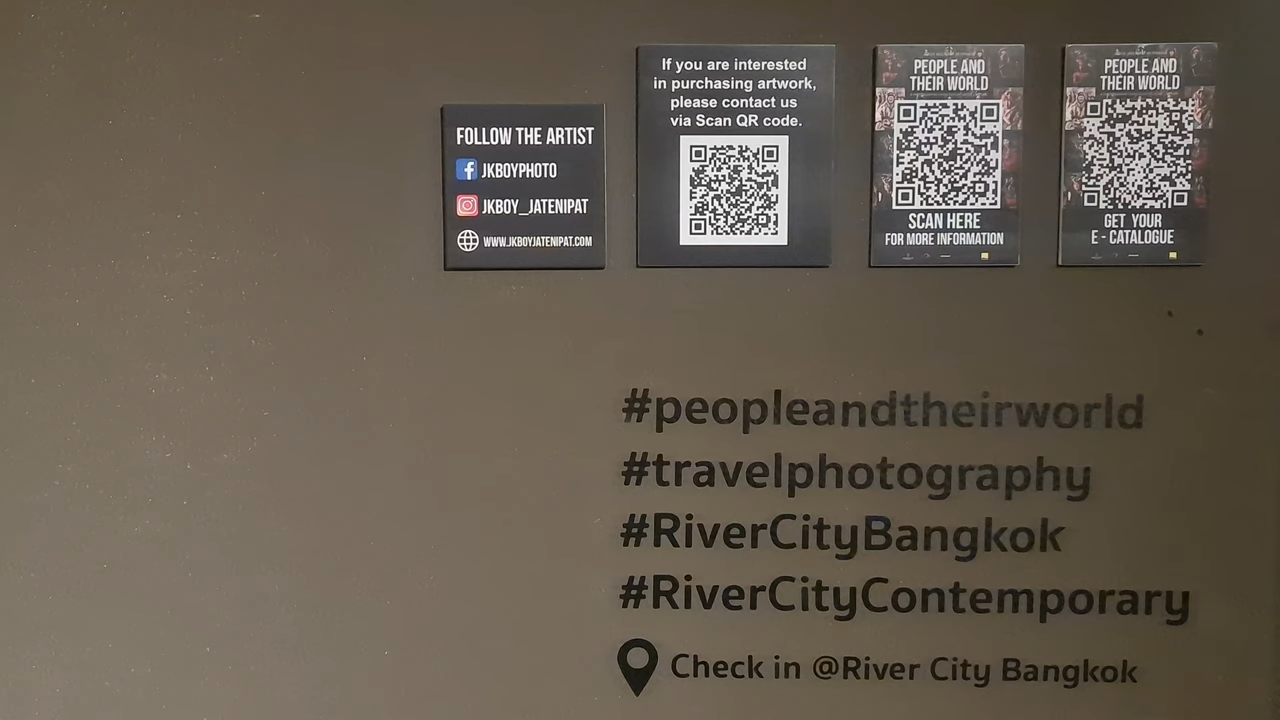 FOLLOW THE ARTIST
JKBOYPHOTO
JKBOY_JATENIPAT
WWW.JKBOYJATENIPAT.COM
If you are interested
in purchasing artwork,
please contact us
via Scan QR code.
PEOPLE AND
THEIR WORLD
SCAN HERE
FOR MORE INFORMATION
PEOPLE AND
THEIR WORLD
GET YOUR
E - CATALOGUE
#peopleandtheirworld
#travelphotography
#RiverCityBangkok
#RiverCityContemporary
Check in @River City Bangkok